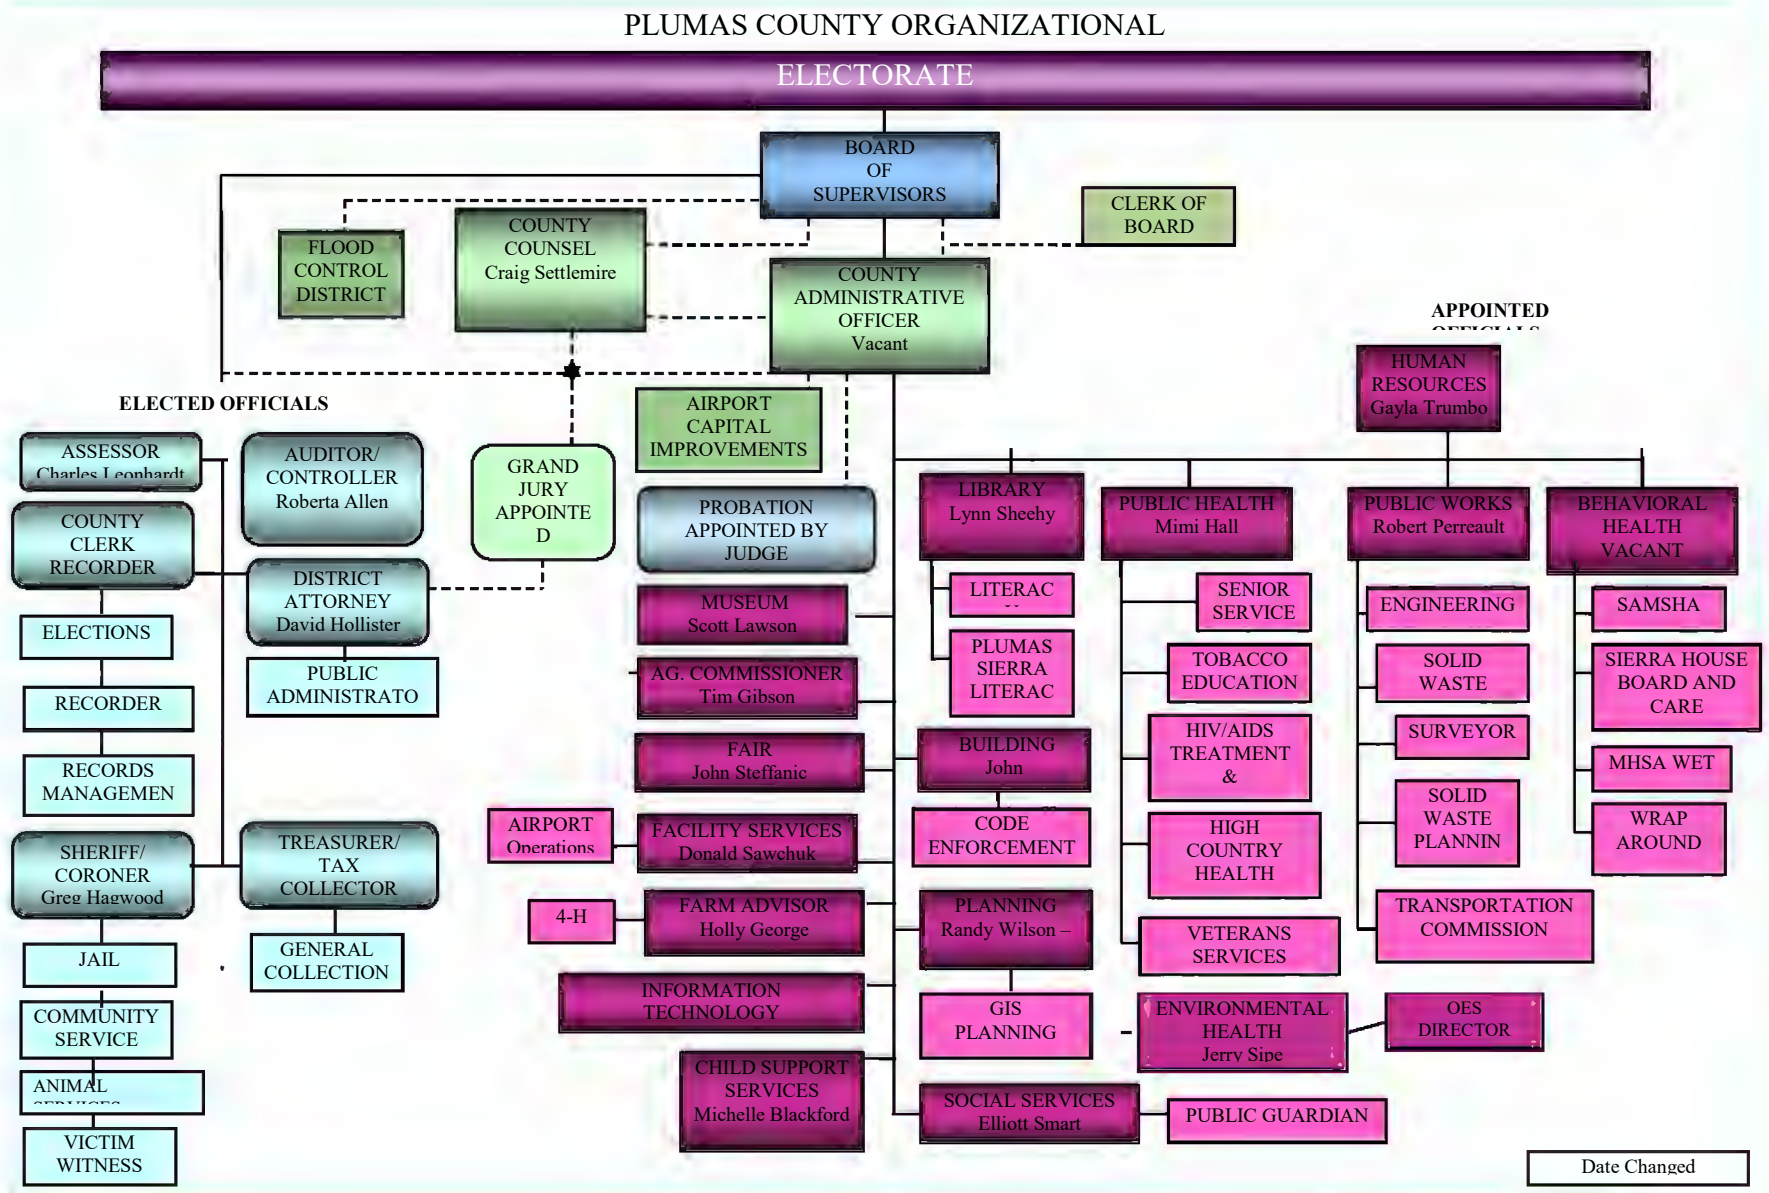 PLUMAS COUNTY ORGANIZATIONAL
ELECTORATE
BOARD
OF
SUPERVISORS
CLERK OF
BOARD
FLOOD
CONTROL
DISTRICT
COUNTY
COUNSEL
Craig Settlemire
COUNTY
ADMINISTRATIVE
OFFICER
Vacant
APPOINTED
OFFICIALS
HUMAN
RESOURCES
Gayla Trumbo
ELECTED OFFICIALS
ASSESSOR
Charles Leonhardt
AUDITOR/
CONTROLLER
Roberta Allen
COUNTY
CLERK
RECORDER
DISTRICT
ATTORNEY
David Hollister
ELECTIONS
PUBLIC
ADMINISTRATO
RECORDER
RECORDS
MANAGEMEN
SHERIFF/
CORONER
Greg Hagwood
TREASURER/
TAX
COLLECTOR
JAIL
GENERAL
COLLECTION
COMMUNITY
SERVICE
ANIMAL
SERVICES
VICTIM
WITNESS
GRAND
JURY
APPOINTE
D
AIRPORT
CAPITAL
IMPROVEMENTS
PROBATION
APPOINTED BY
JUDGE
MUSEUM
Scott Lawson
AG. COMMISSIONER
Tim Gibson
FAIR
John Steffanic
AIRPORT
Operations
FACILITY SERVICES
Donald Sawchuk
4-H
FARM ADVISOR
Holly George
INFORMATION
TECHNOLOGY
CHILD SUPPORT
SERVICES
Michelle Blackford
LIBRARY
Lynn Sheehy
LITERAC
PLUMAS
SIERRA
LITERAC
BUILDING
John
CODE
ENFORCEMENT
PLANNING
Randy Wilson –
GIS
PLANNING
SOCIAL SERVICES
Elliott Smart
PUBLIC GUARDIAN
PUBLIC HEALTH
Mimi Hall
SENIOR
SERVICE
TOBACCO
EDUCATION
HIV/AIDS
TREATMENT
&
HIGH
COUNTRY
HEALTH
VETERANS
SERVICES
ENVIRONMENTAL
HEALTH
Jerry Sipe
OES
DIRECTOR
PUBLIC WORKS
Robert Perreault
ENGINEERING
SOLID
WASTE
SURVEYOR
SOLID
WASTE
PLANNIN
TRANSPORTATION
COMMISSION
BEHAVIORAL
HEALTH
VACANT
SAMSHA
SIERRA HOUSE
BOARD AND
CARE
MHSA WET
WRAP
AROUND
Date Changed